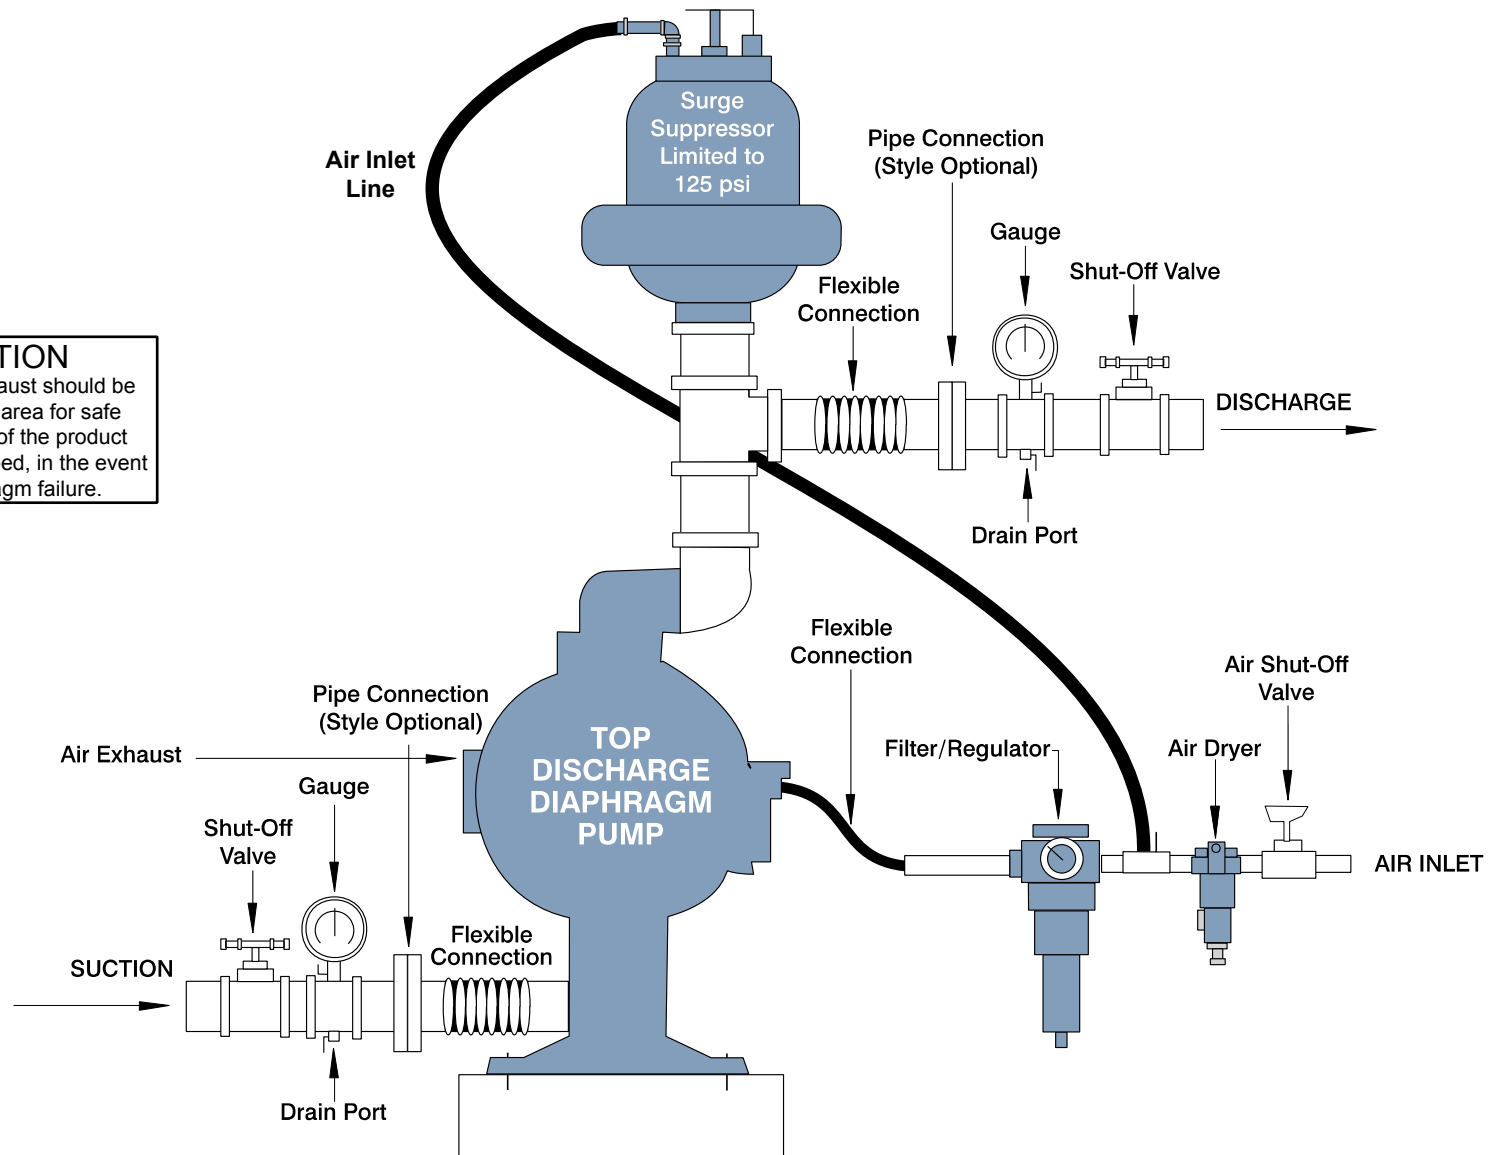 Surge
Suppressor
Limited to
125 psi
Air Inlet
Line
Pipe Connection
(Style Optional)
Gauge
Shut-Off Valve
Flexible
Connection
DISCHARGE
Drain Port
TION
aust should be
area for safe
of the product
ed, in the event
gm failure.
Flexible
Connection
Air Shut-Off
Valve
Filter/Regulator
Air Dryer
AIR INLET
Pipe Connection
(Style Optional)
Air Exhaust
TOP
DISCHARGE
DIAPHRAGM
PUMP
Gauge
Shut-Off
Valve
Flexible
Connection
SUCTION
Drain Port